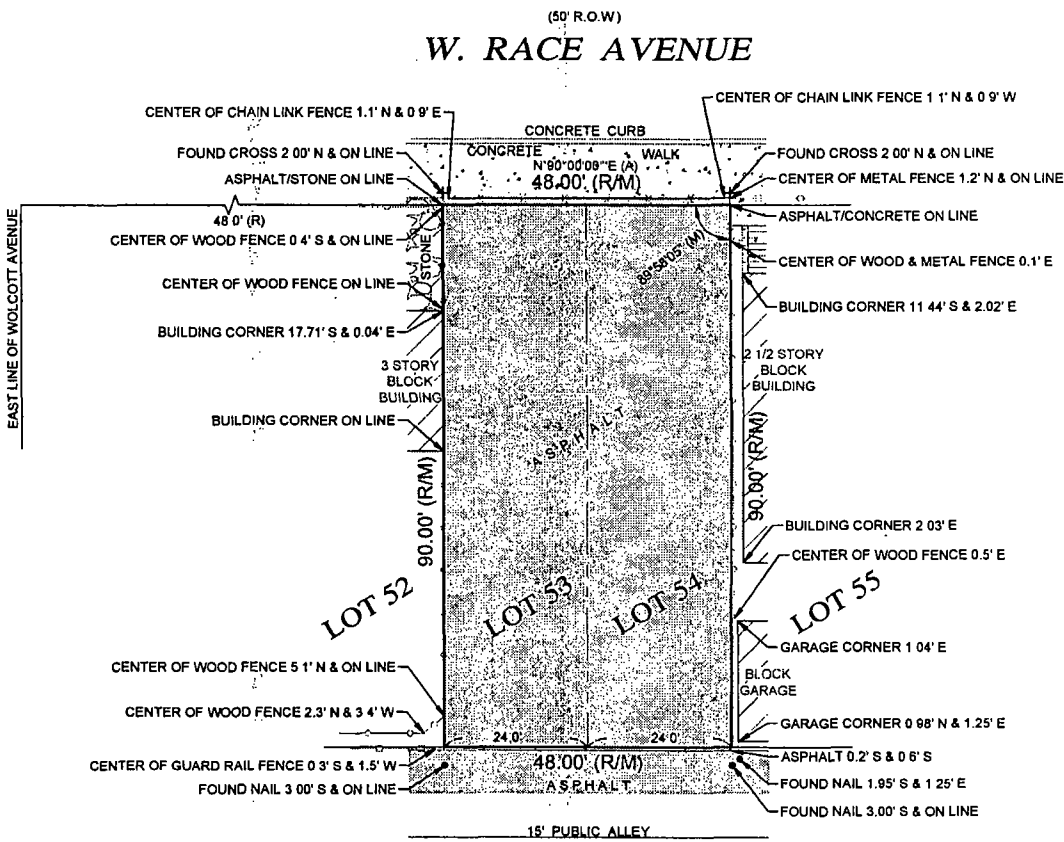 (50' R.O.W)
W. RACE AVENUE
CENTER OF CHAIN LINK FENCE 1.1' N & 0 9' E
CENTER OF CHAIN LINK FENCE 1 1' N & 0 9' W
CONCRETE CURB
FOUND CROSS 2 00' N & ON LINE
CONCRETE WALK
FOUND CROSS 2 00' N & ON LINE
N 90°00'00" E (A)
ASPHALT/STONE ON LINE
48.00' (R/M)
CENTER OF METAL FENCE 1.2' N & ON LINE
48 0' (R)
ASPHALT/CONCRETE ON LINE
CENTER OF WOOD FENCE 0 4' S & ON LINE
STONE
89°58'05" (M)
CENTER OF WOOD & METAL FENCE 0.1' E
CENTER OF WOOD FENCE ON LINE
BUILDING CORNER 11 44' S & 2.02' E
BUILDING CORNER 17.71' S & 0.04' E
EAST LINE OF WOLCOTT AVENUE
3 STORY
BLOCK
BUILDING
2 1/2 STORY
BLOCK
BUILDING
BUILDING CORNER ON LINE
ASPHALT
90.00' (R/M)
90.00' (R/M)
BUILDING CORNER 2 03' E
CENTER OF WOOD FENCE 0.5' E
LOT 52
LOT 53
LOT 54
LOT 55
GARAGE CORNER 1 04' E
CENTER OF WOOD FENCE 5 1' N & ON LINE
BLOCK
GARAGE
CENTER OF WOOD FENCE 2.3' N & 3 4' W
GARAGE CORNER 0 98' N & 1.25' E
24.0'
24 0'
CENTER OF GUARD RAIL FENCE 0 3' S & 1.5' W
48.00' (R/M)
ASPHALT 0.2' S & 0 6' S
FOUND NAIL 3 00' S & ON LINE
ASPHALT
FOUND NAIL 1.95' S & 1 25' E
FOUND NAIL 3.00' S & ON LINE
15' PUBLIC ALLEY